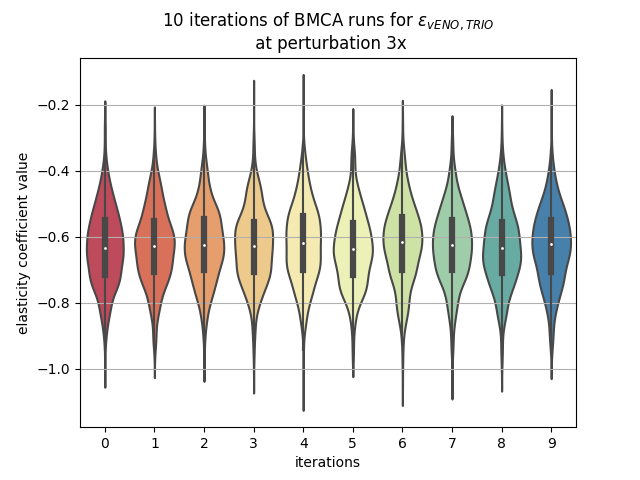 10 iterations of BMCA runs for ε_{vENO, TRIO}
at perturbation 3x
elasticity coefficient value
−0.2
−0.4
−0.6
−0.8
−1.0
0 1 2 3 4 5 6 7 8 9
iterations